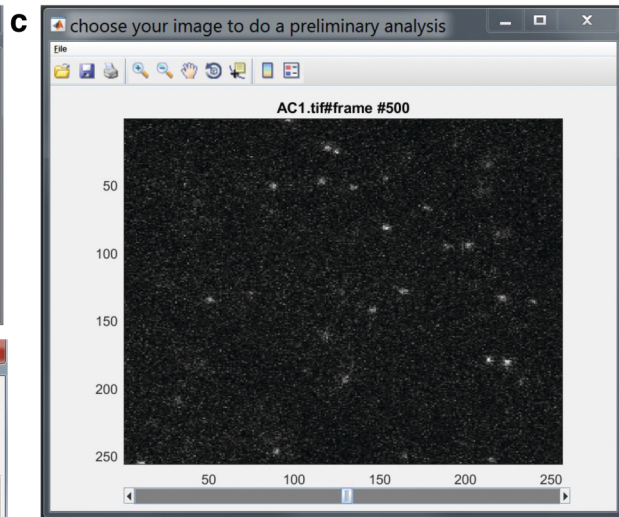 c
choose your image to do a preliminary analysis
File
AC1.tif#frame #500
50
100
150
200
250
50 100 150 200 250